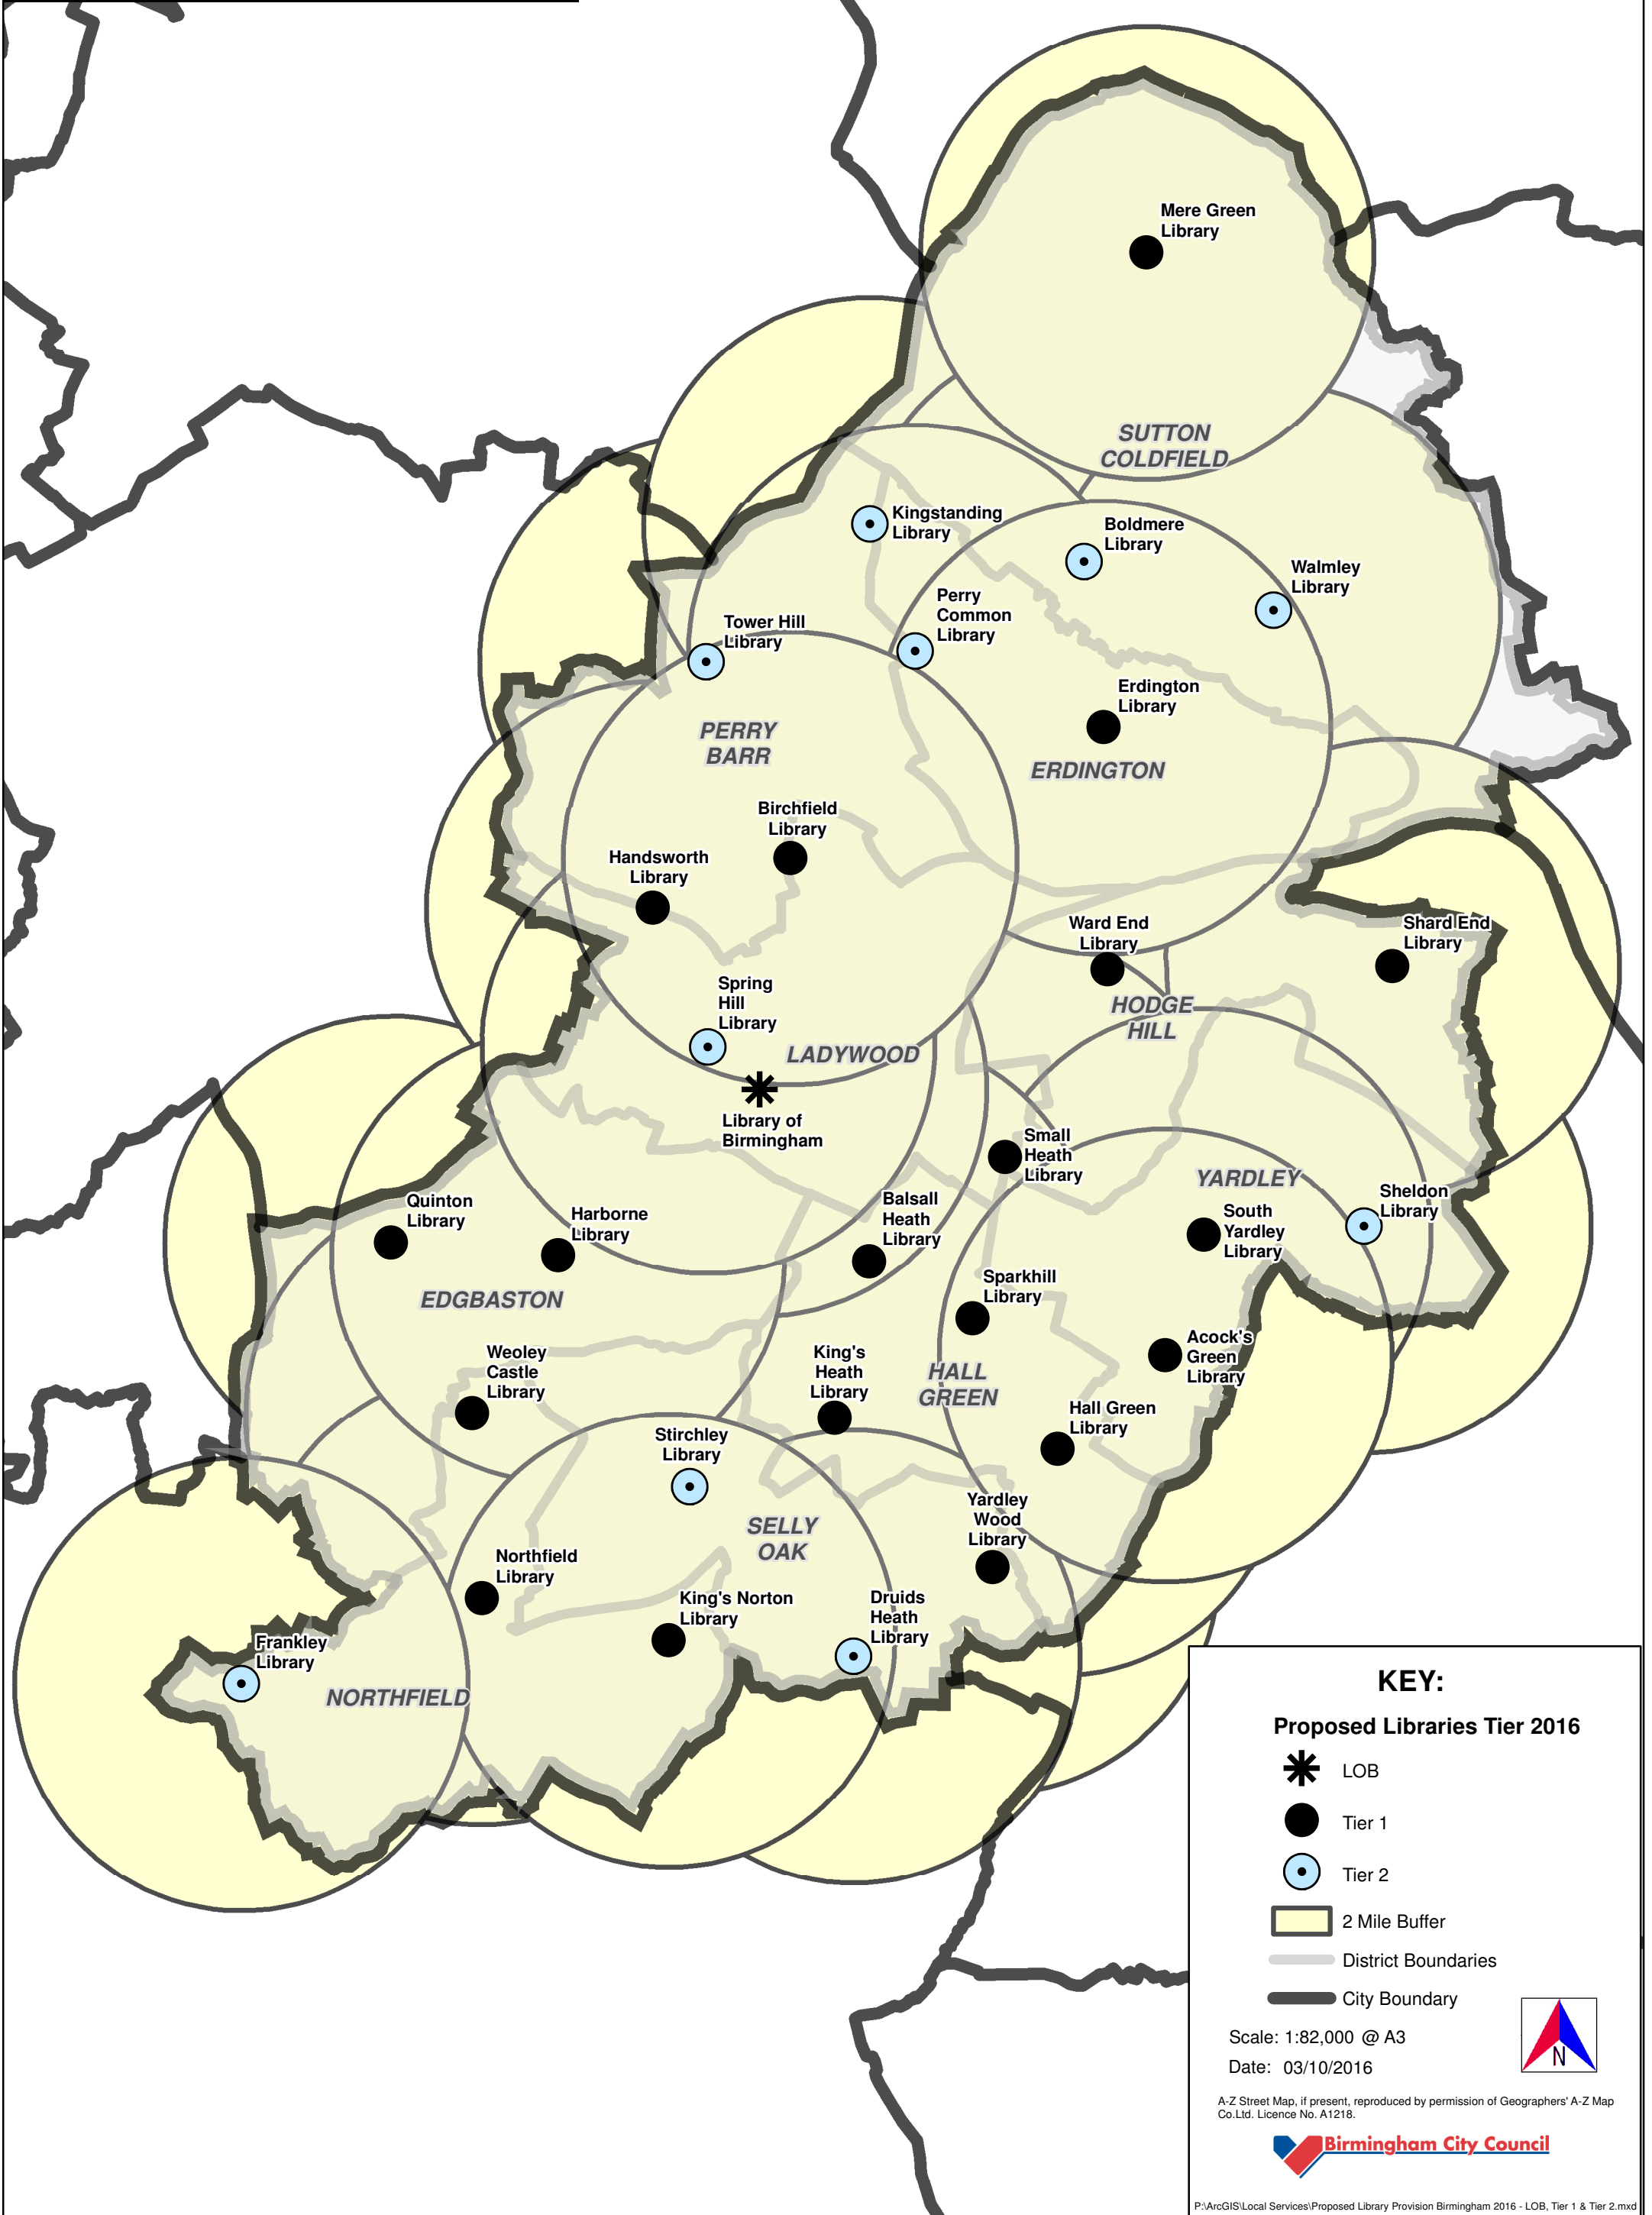 Mere Green
Library
SUTTON
COLDFIELD
Kingstanding
Library
Boldmere
Library
Walmley
Library
Perry
Common
Library
Tower Hill
Library
Erdington
Library
PERRY
BARR
ERDINGTON
Birchfield
Library
Handsworth
Library
Ward End
Library
Shard End
Library
Spring
Hill
Library
HODGE
HILL
LADYWOOD
Library of
Birmingham
Small
Heath
Library
YARDLEY
Sheldon
Library
Quinton
Library
Harborne
Library
Balsall
Heath
Library
South
Yardley
Library
EDGBASTON
Sparkhill
Library
Weoley
Castle
Library
King's
Heath
Library
HALL
GREEN
Acock's
Green
Library
Hall Green
Library
Stirchley
Library
SELLY
OAK
Yardley
Wood
Library
Northfield
Library
King's Norton
Library
Druids
Heath
Library
Frankley
Library
NORTHFIELD
KEY:
Proposed Libraries Tier 2016
LOB
Tier 1
Tier 2
2 Mile Buffer
District Boundaries
City Boundary
Scale: 1:82,000 @ A3
Date: 03/10/2016
N
A-Z Street Map, if present, reproduced by permission of Geographers' A-Z Map
Co.Ltd. Licence No. A1218.
Birmingham City Council
P:\ArcGIS\Local Services\Proposed Library Provision Birmingham 2016 - LOB, Tier 1 & Tier 2.mxd